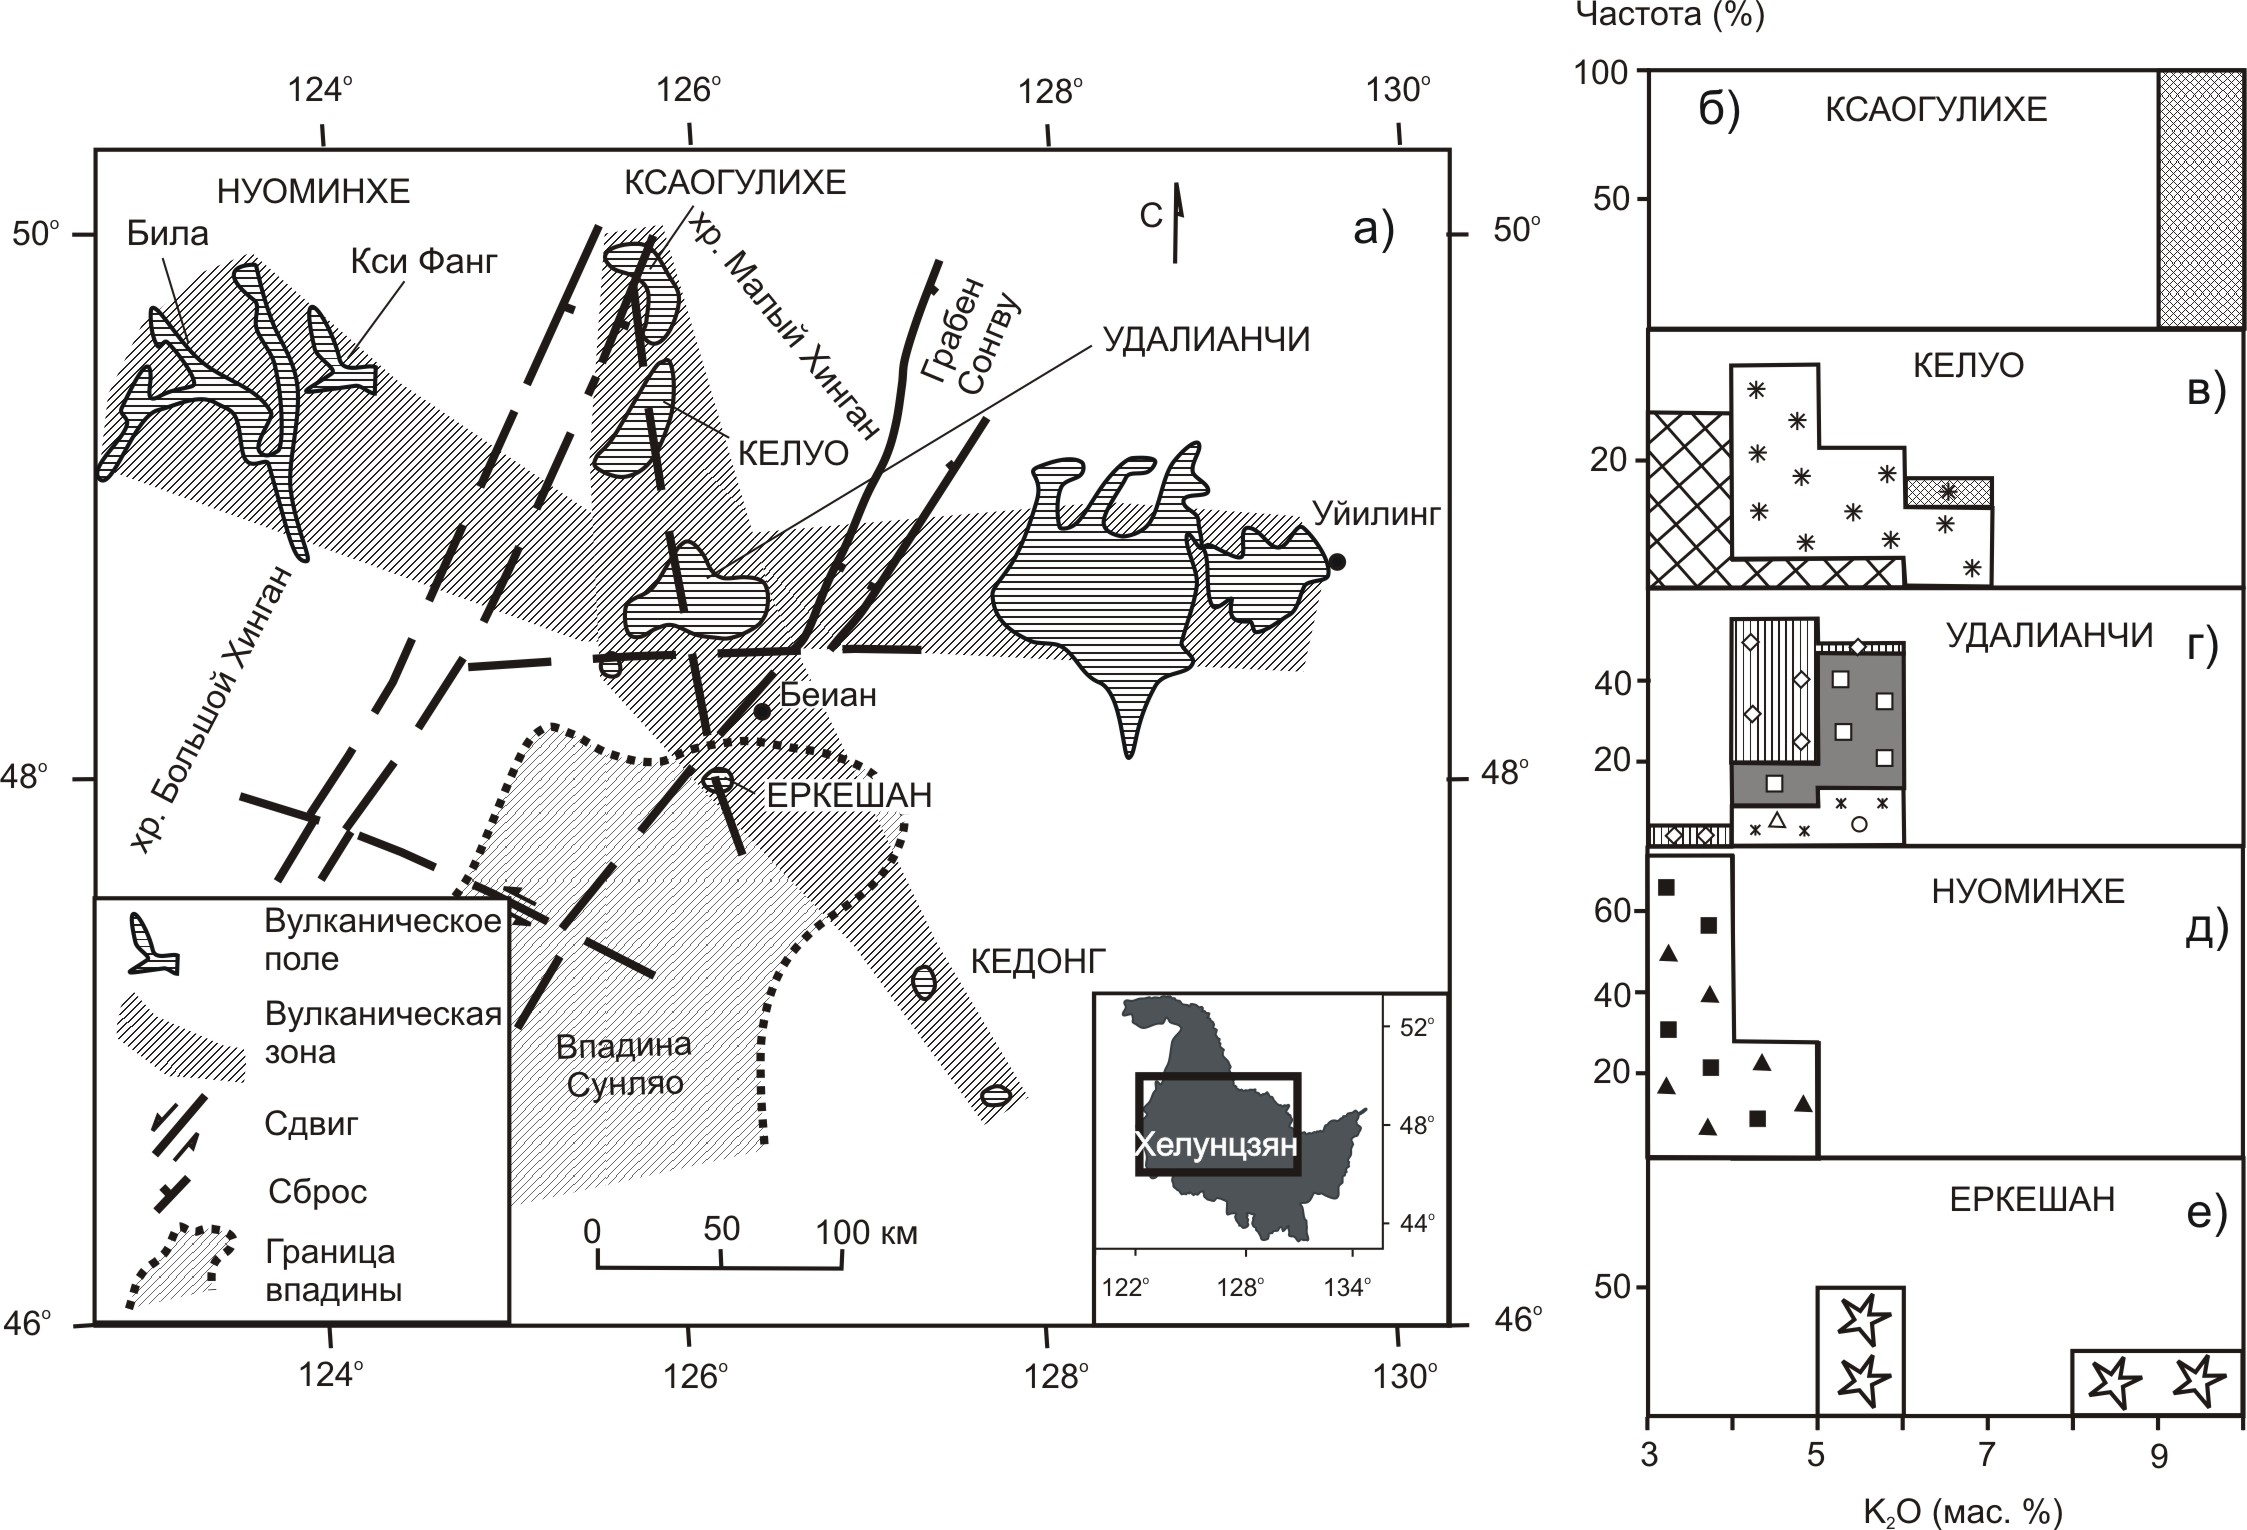 Частота (%)
124° 126° 128° 130°
НУОМИНХЕ
КСАОГУЛИХЕ
С
а)
50°
50°
Била
Кси Фанг
хр. Малый Хинган
Грабен
Сонгву
УДАЛИАНЧИ
КЕЛУО
Уйилинг
хр. Большой Хинган
Беиан
48°
48°
ЕРКЕШАН
КЕДОНГ
Впадина
Сунляо
Вулканическое
поле
Вулканическая
зона
Сдвиг
Сброс
Граница
впадины
0 50 100 км
52°
48°
44°
Хелунцзян
122° 128° 134°
46°
46°
124° 126° 128° 130°
100
50
б)
КСАОГУЛИХЕ
КЕЛУО
в)
20
УДАЛИАНЧИ
г)
40
20
НУОМИНХЕ
д)
60
40
20
ЕРКЕШАН
е)
50
3 5 7 9
K₂O (мас. %)